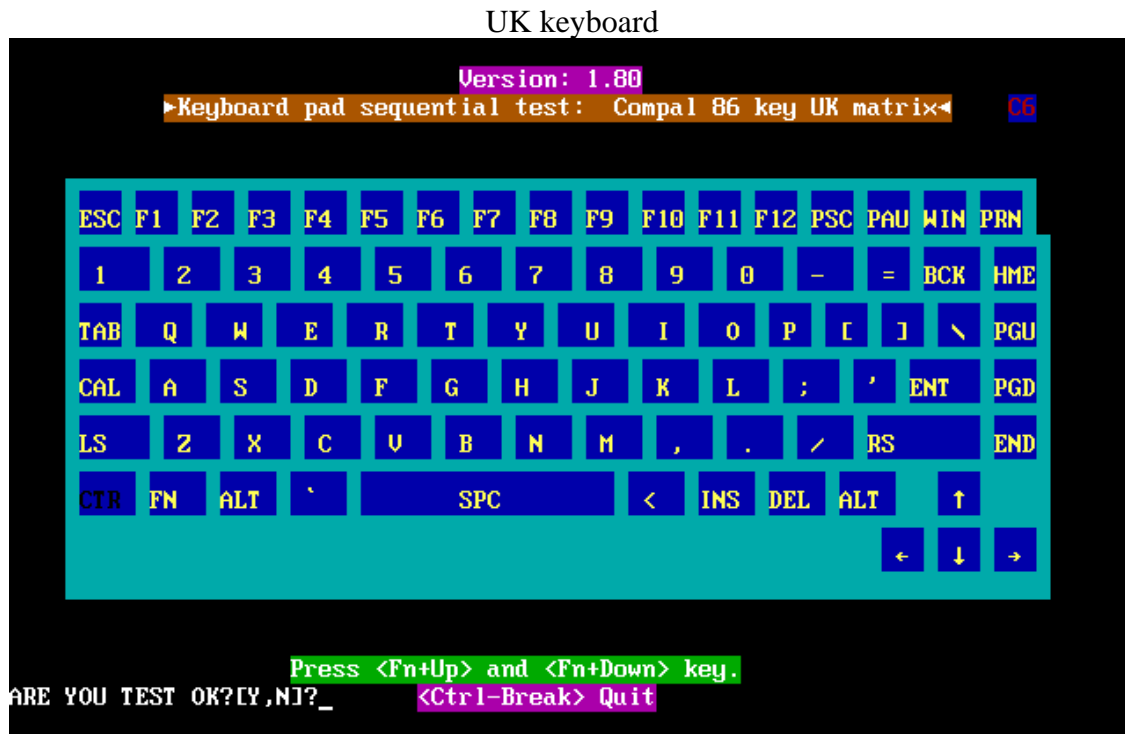 UK keyboard
Version: 1.80
►Keyboard pad sequential test: Compal 86 key UK matrix◄ C6
ESC F1 F2 F3 F4 F5 F6 F7 F8 F9 F10 F11 F12 PSC PAU WIN PRN
1 2 3 4 5 6 7 8 9 0 - = BCK HME
TAB Q W E R T Y U I O P [ ] \ PGU
CAL A S D F G H J K L ; ' ENT PGD
LS Z X C V B N M , . / RS END
CTR FN ALT ` SPC < INS DEL ALT ↑
← ↓ →
Press <Fn+Up> and <Fn+Down> key.
ARE YOU TEST OK?[Y,N]?_ <Ctrl-Break> Quit